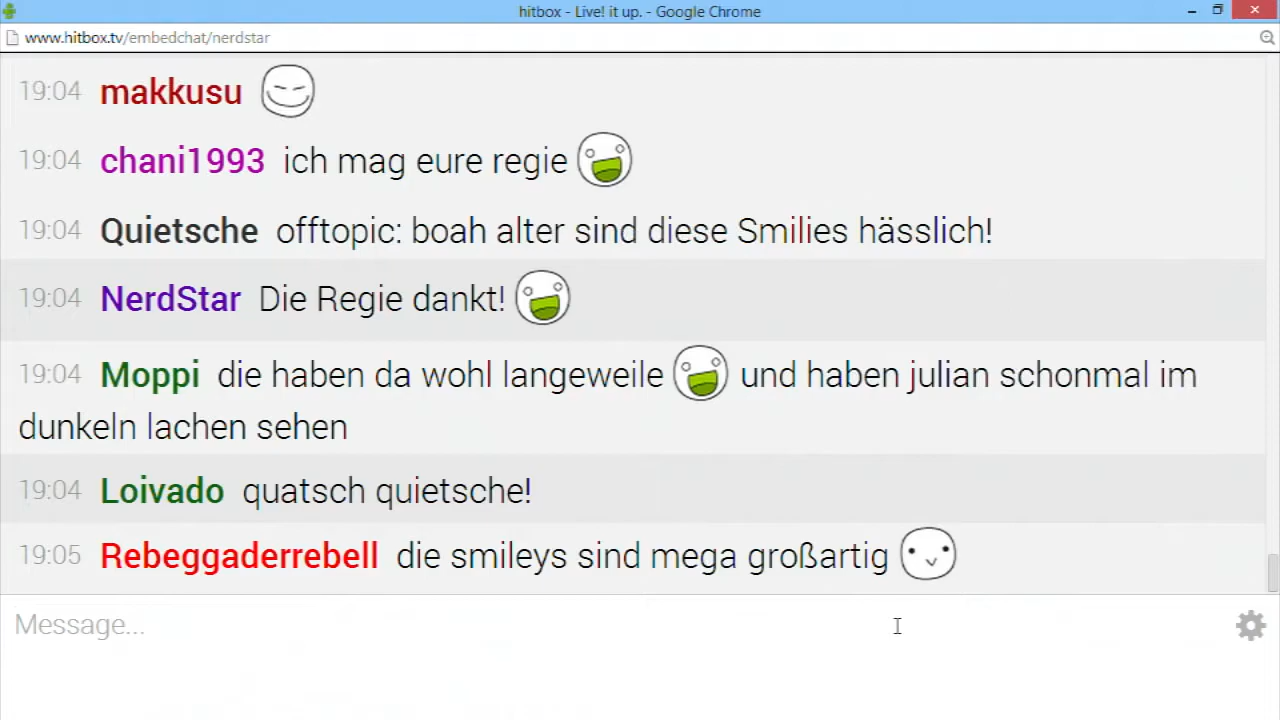 hitbox - Live! it up. - Google Chrome
www.hitbox.tv/embedchat/nerdstar
19:04 makkusu
19:04 chani1993 ich mag eure regie
19:04 Quietsche offtopic: boah alter sind diese Smilies hässlich!
19:04 NerdStar Die Regie dankt!
19:04 Moppi die haben da wohl langeweile und haben julian schonmal im
dunkeln lachen sehen
19:04 Loivado quatsch quietsche!
19:05 Rebeggaderrebell die smileys sind mega großartig
Message...